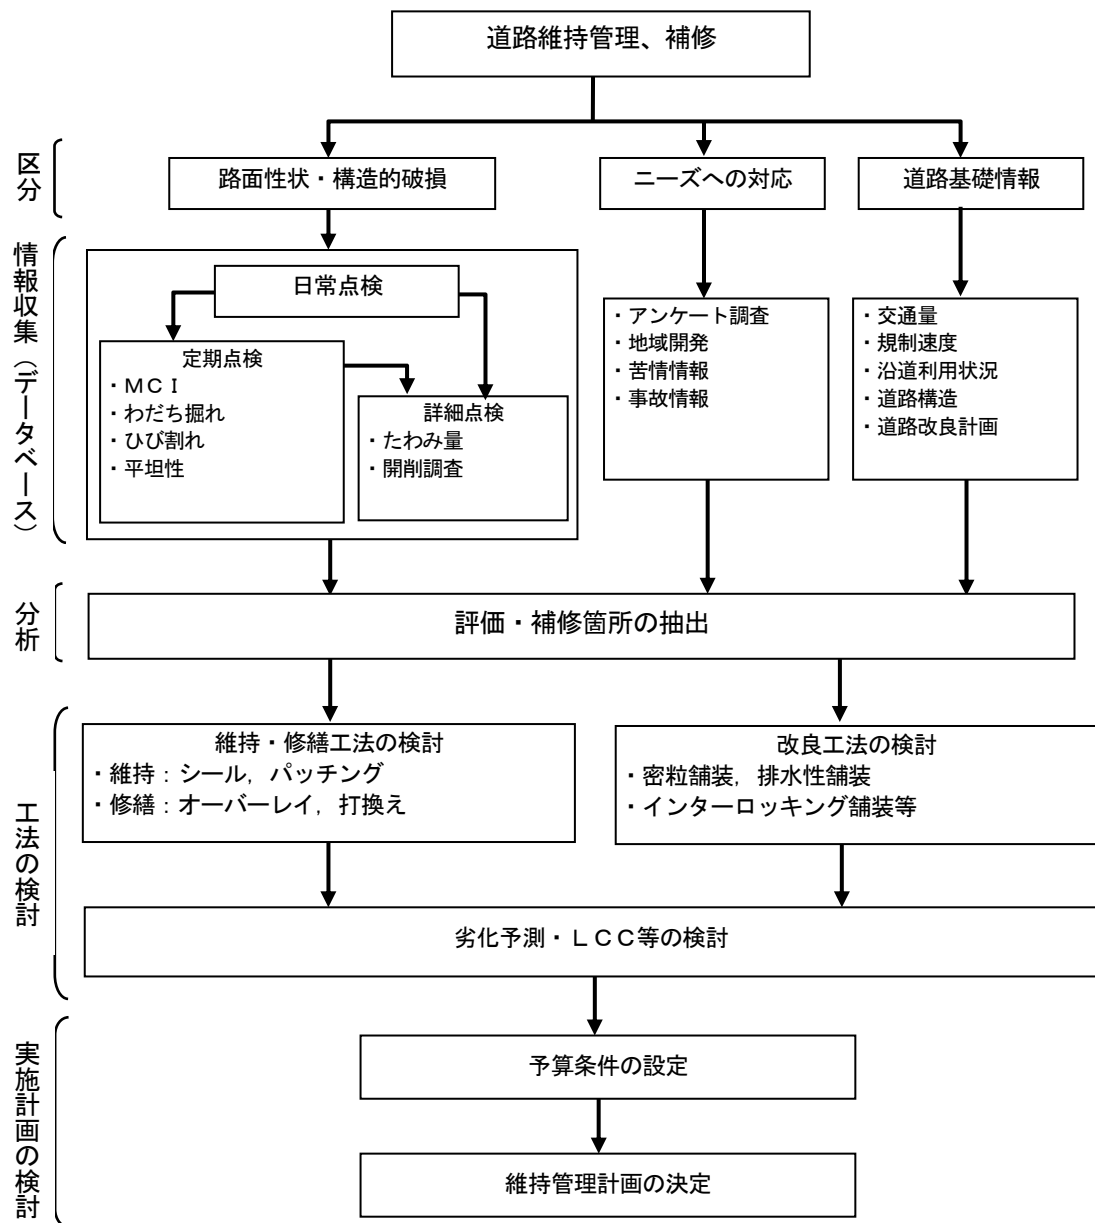 道路維持管理、補修
区分
路面性状・構造的破損
ニーズへの対応
道路基礎情報
情報収集（データベース）
日常点検
定期点検
・ＭＣＩ
・わだち掘れ
・ひび割れ
・平坦性
詳細点検
・たわみ量
・開削調査
・アンケート調査
・地域開発
・苦情情報
・事故情報
・交通量
・規制速度
・沿道利用状況
・道路構造
・道路改良計画
分析
評価・補修箇所の抽出
工法の検討
維持・修繕工法の検討
・維持：シール，パッチング
・修繕：オーバーレイ，打換え
改良工法の検討
・密粒舗装，排水性舗装
・インターロッキング舗装等
劣化予測・ＬＣＣ等の検討
実施計画の検討
予算条件の設定
維持管理計画の決定